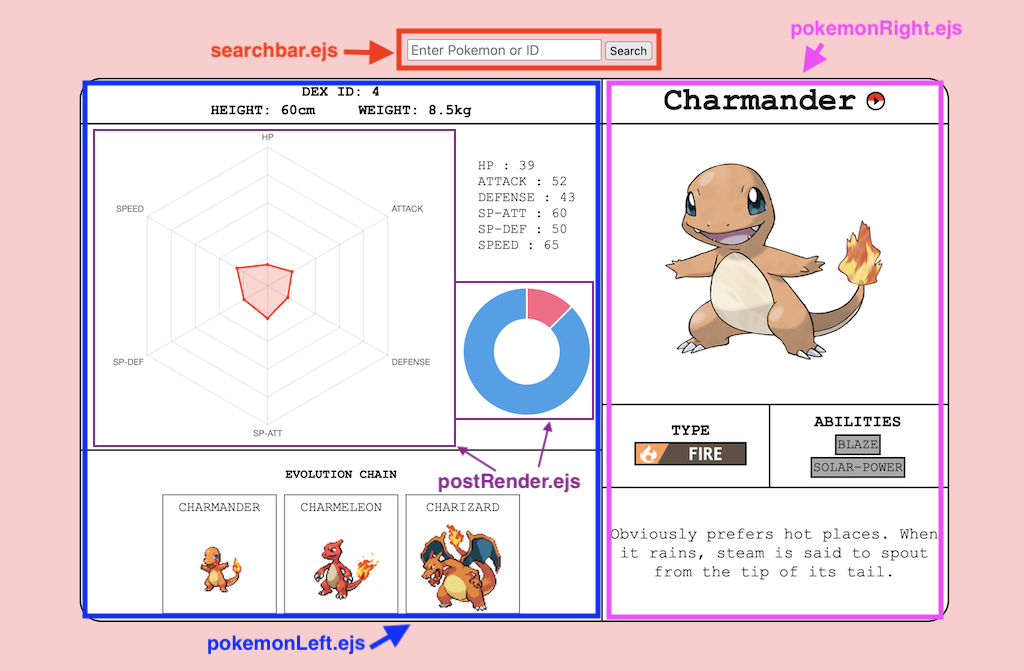 pokemonRight.ejs
searchbar.ejs
Enter Pokemon or ID
Search
DEX ID: 4
HEIGHT: 60cm WEIGHT: 8.5kg
HP
SPEED
ATTACK
SP-DEF
DEFENSE
SP-ATT
HP : 39
ATTACK : 52
DEFENSE : 43
SP-ATT : 60
SP-DEF : 50
SPEED : 65
postRender.ejs
EVOLUTION CHAIN
CHARMANDER
CHARMELEON
CHARIZARD
pokemonLeft.ejs
Charmander
TYPE
FIRE
ABILITIES
BLAZE
SOLAR-POWER
Obviously prefers hot places. When
it rains, steam is said to spout
from the tip of its tail.